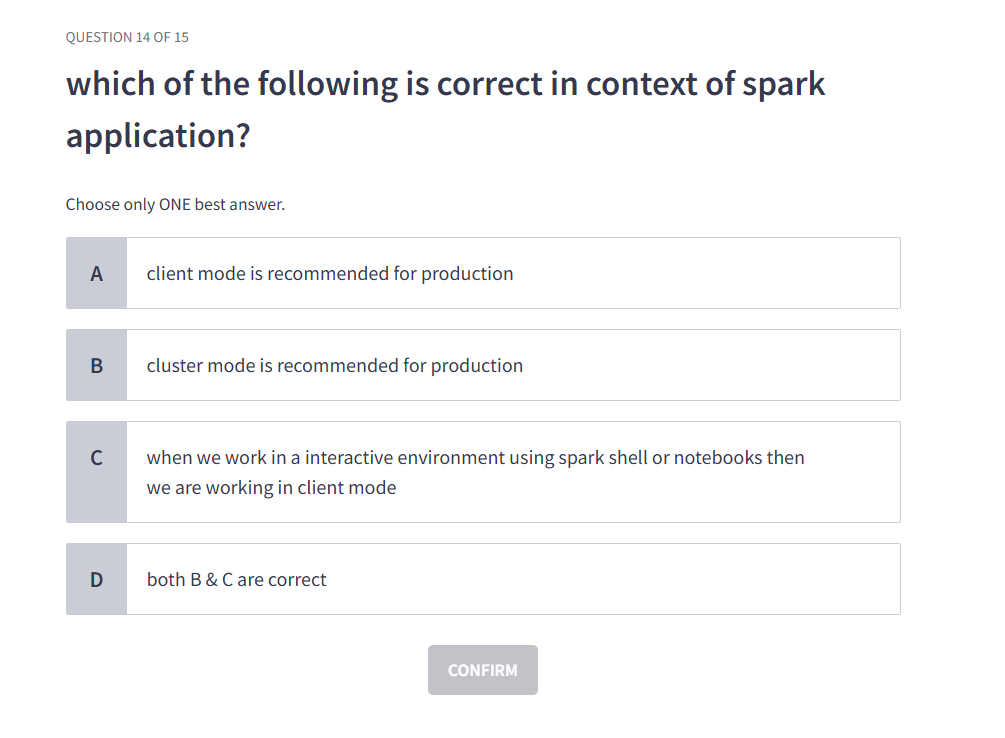 QUESTION 14 OF 15
which of the following is correct in context of spark
application?
Choose only ONE best answer.
A
client mode is recommended for production
B
cluster mode is recommended for production
C
when we work in a interactive environment using spark shell or notebooks then
we are working in client mode
D
both B & C are correct
CONFIRM